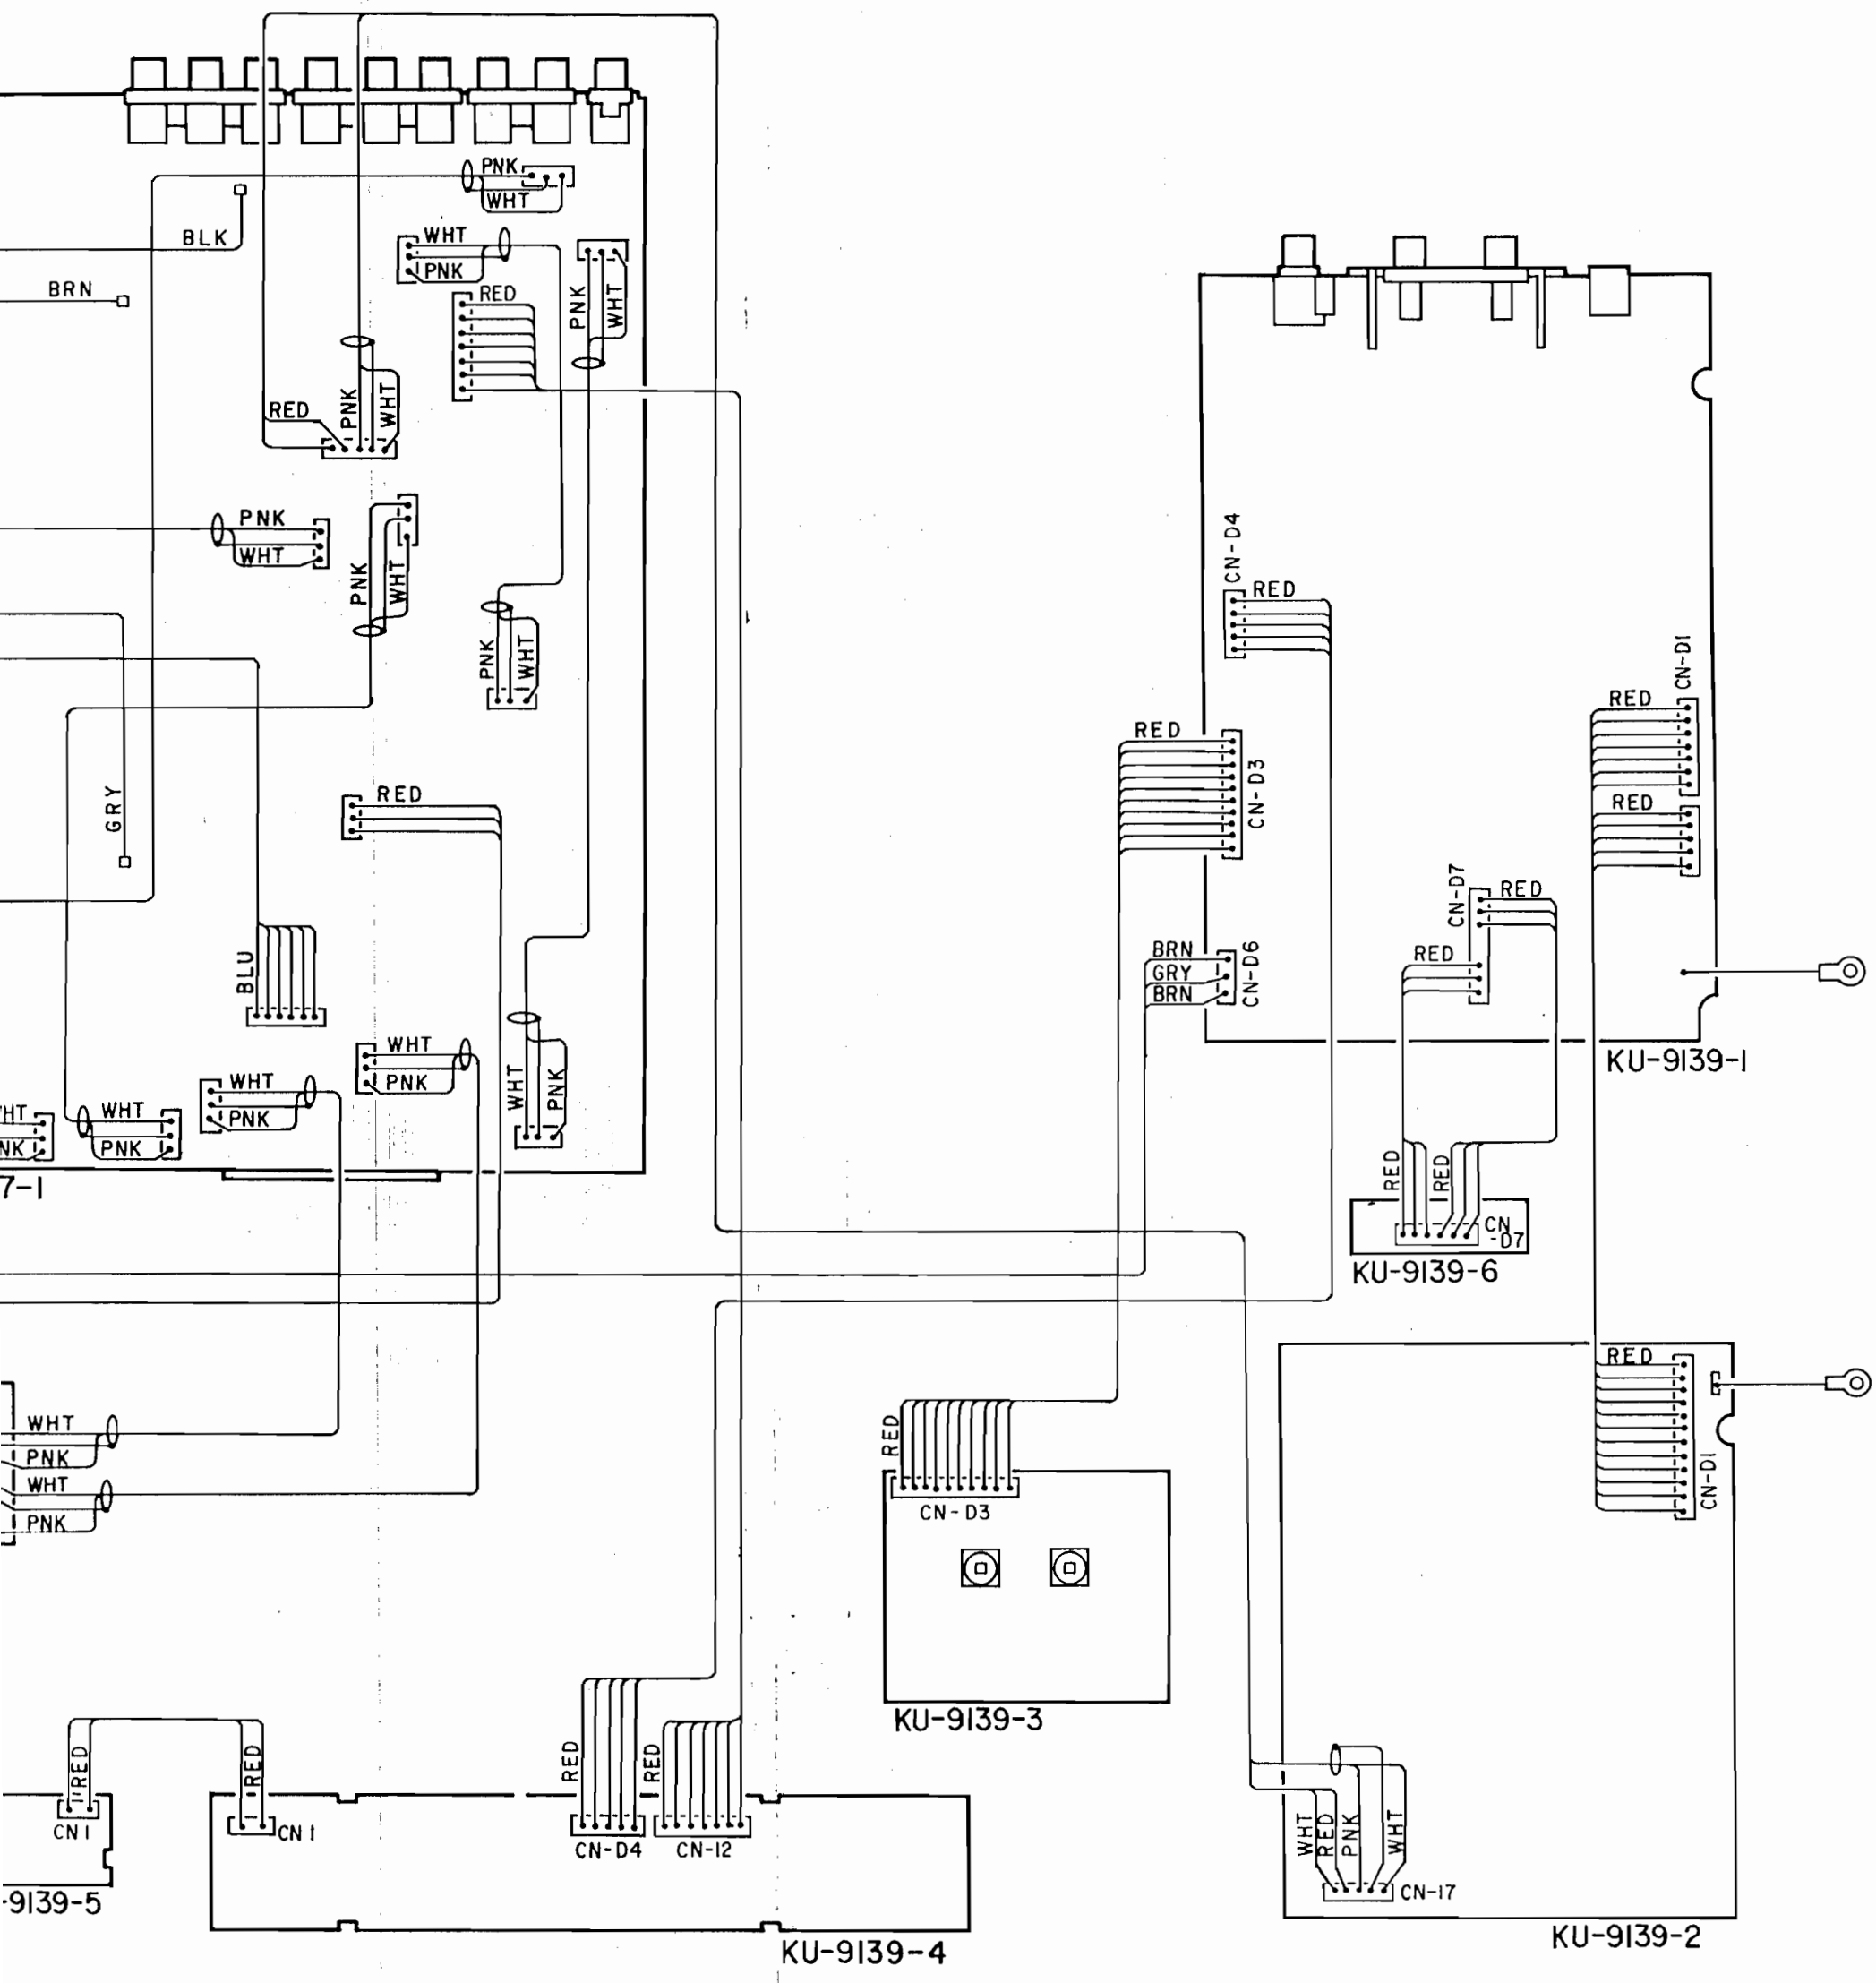 PNK
WHT
BLK
WHT
PNK
BRN
RED
PNK
WHT
RED
PNK
WHT
PNK
WHT
PNK
WHT
PNK
WHT
RED
GRY
BLU
WHT
PNK
WHT
PNK
WHT
PNK
WHT
PNK
HT
NK
7-1
CN-D4
RED
CN-D1
RED
RED
RED
CN-D3
CN-D7
RED
RED
BRN
GRY
BRN
CN-D6
KU-9139-1
RED
RED
CN
-D7
KU-9139-6
RED
CN-D1
WHT
PNK
WHT
PNK
RED
CN-D3
KU-9139-3
RED
RED
RED
RED
CN1
CN1
CN-D4
CN-12
-9139-5
KU-9139-4
WHT
RED
PNK
WHT
CN-17
KU-9139-2